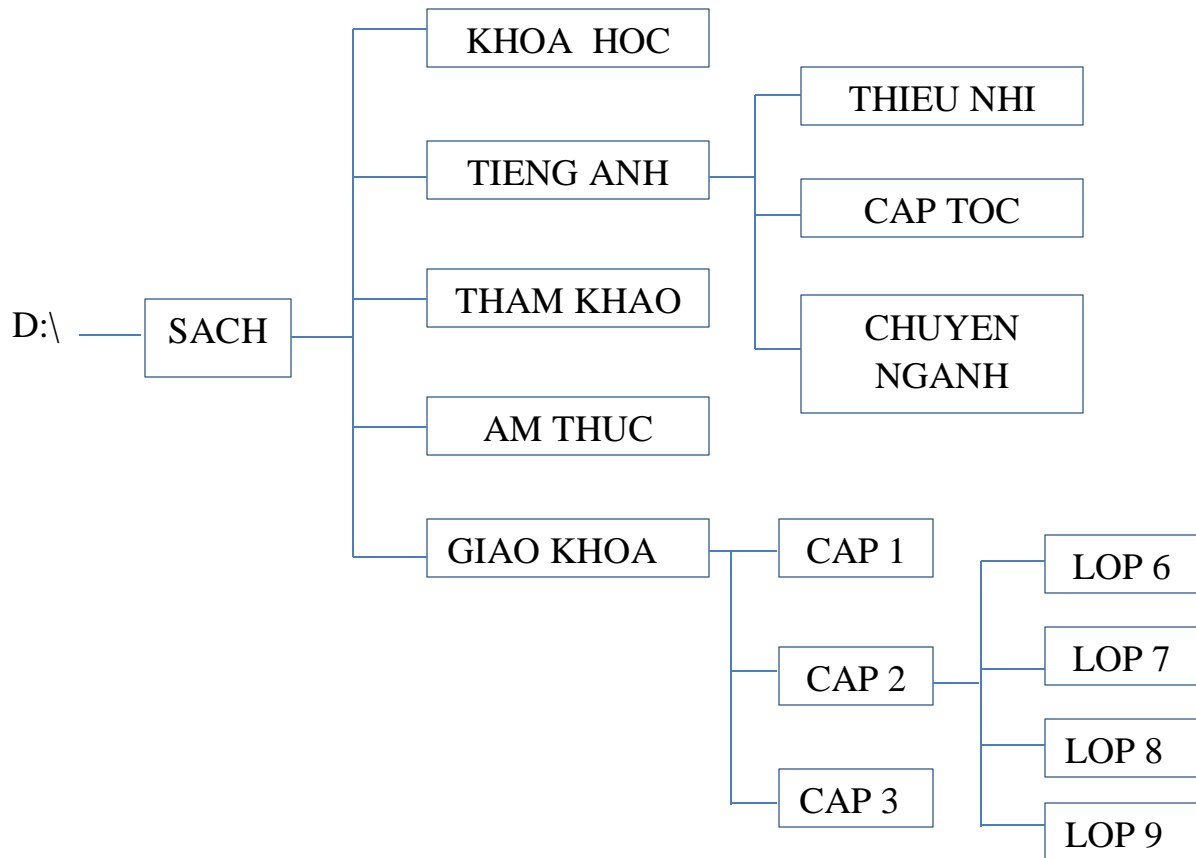 D:\
SACH
KHOA HOC
TIENG ANH
THAM KHAO
AM THUC
GIAO KHOA
THIEU NHI
CAP TOC
CHUYEN
NGANH
CAP 1
CAP 2
CAP 3
LOP 6
LOP 7
LOP 8
LOP 9